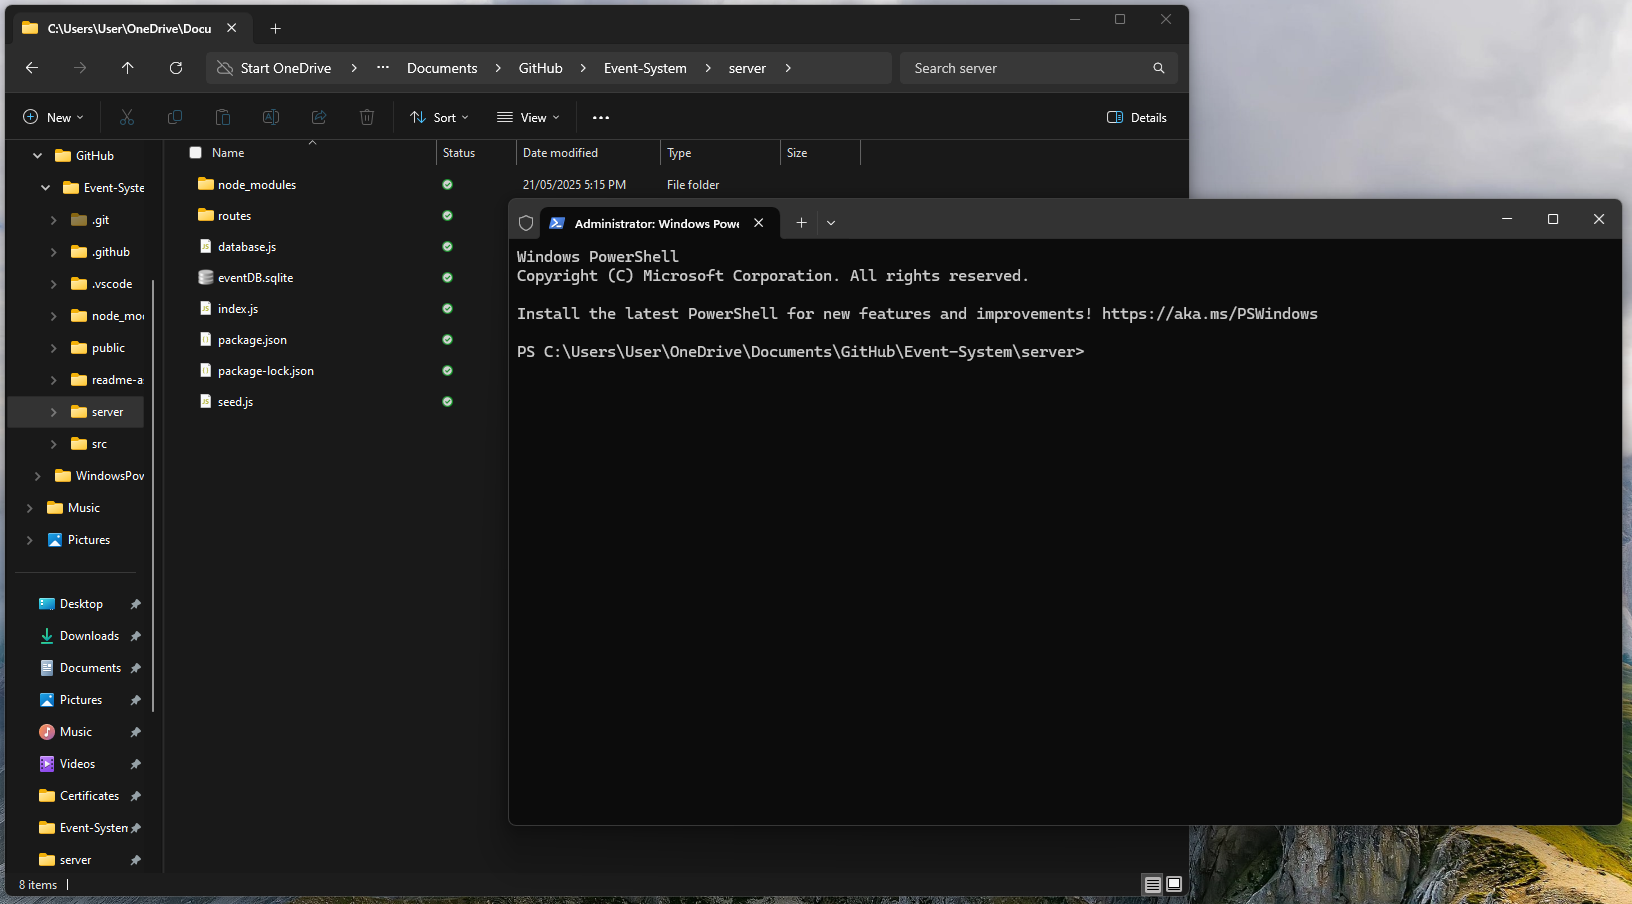 C:\Users\User\OneDrive\Docu
Start OneDrive > ... Documents > GitHub > Event-System > server >
Search server
New
Sort
View
Details
GitHub
Event-Syste
.git
.github
.vscode
node_mo
public
readme-a
server
src
WindowsPov
Music
Pictures
Desktop
Downloads
Documents
Pictures
Music
Videos
Certificates
Event-System
server
8 items
Name Status Date modified Type Size
node_modules 21/05/2025 5:15 PM File folder
routes
database.js
eventDB.sqlite
index.js
package.json
package-lock.json
seed.js
Administrator: Windows Powe
Windows PowerShell
Copyright (C) Microsoft Corporation. All rights reserved.
Install the latest PowerShell for new features and improvements! https://aka.ms/PSWindows
PS C:\Users\User\OneDrive\Documents\GitHub\Event-System\server>